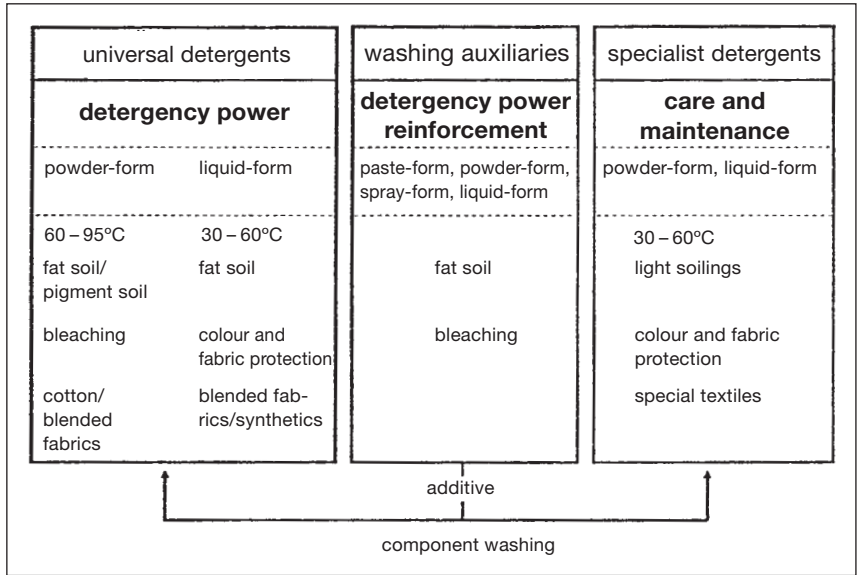 universal detergents
detergency power
powder-form liquid-form
60 – 95ºC 30 – 60ºC
fat soil/ fat soil
pigment soil
bleaching colour and
fabric protection
cotton/ blended fab-
blended rics/synthetics
fabrics
washing auxiliaries
detergency power
reinforcement
paste-form, powder-form,
spray-form, liquid-form
fat soil
bleaching
specialist detergents
care and
maintenance
powder-form, liquid-form
30 – 60ºC
light soilings
colour and fabric
protection
special textiles
additive
component washing